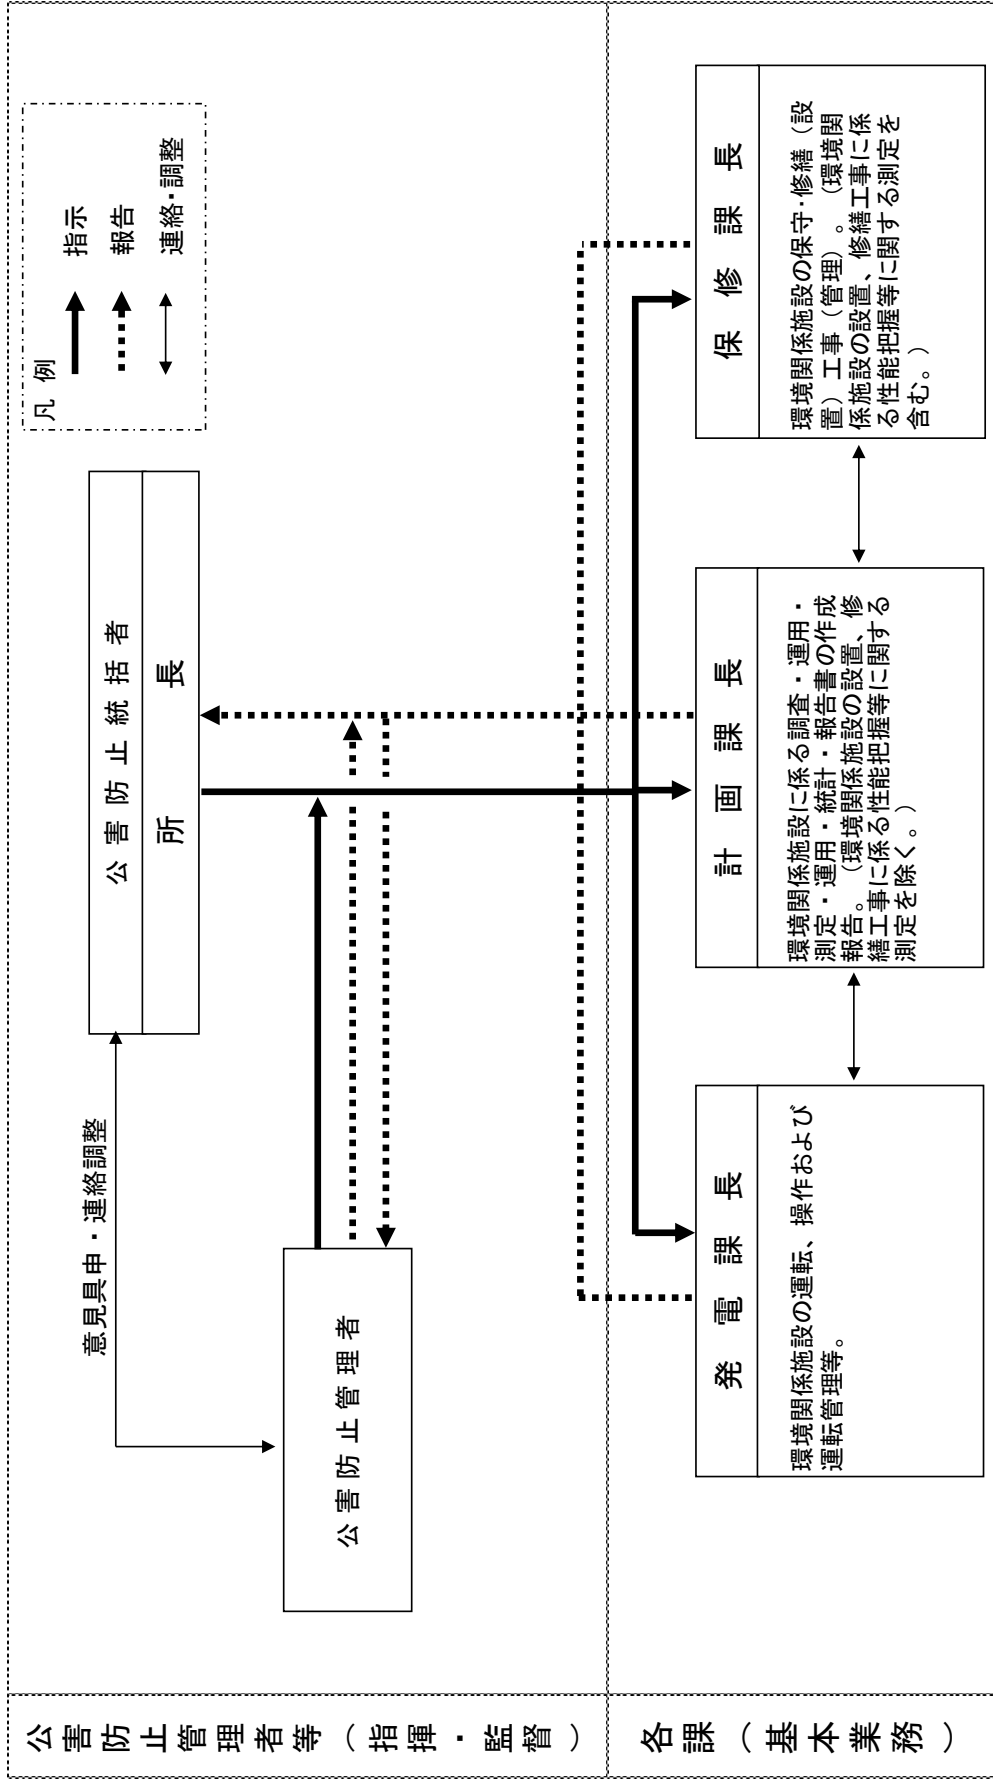 公害防止管理者等（指揮・監督）
公害防止統括者
所長
意見具申・連絡調整
公害防止管理者
凡例
指示
報告
連絡・調整
各課（基本業務）
発電課長
環境関係施設の運転、操作および
運転管理等。
計画課長
環境関係施設に係る調査・運用・
測定・運用・統計・報告書の作成
報告。（環境関係施設の設置、修
繕工事に係る性能把握等に関する
測定を除く。）
保修課長
環境関係施設の保守・修繕（設
置）工事（管理）。（環境関
係施設の設置、修繕工事に係
る性能把握等に関する測定を
含む。）